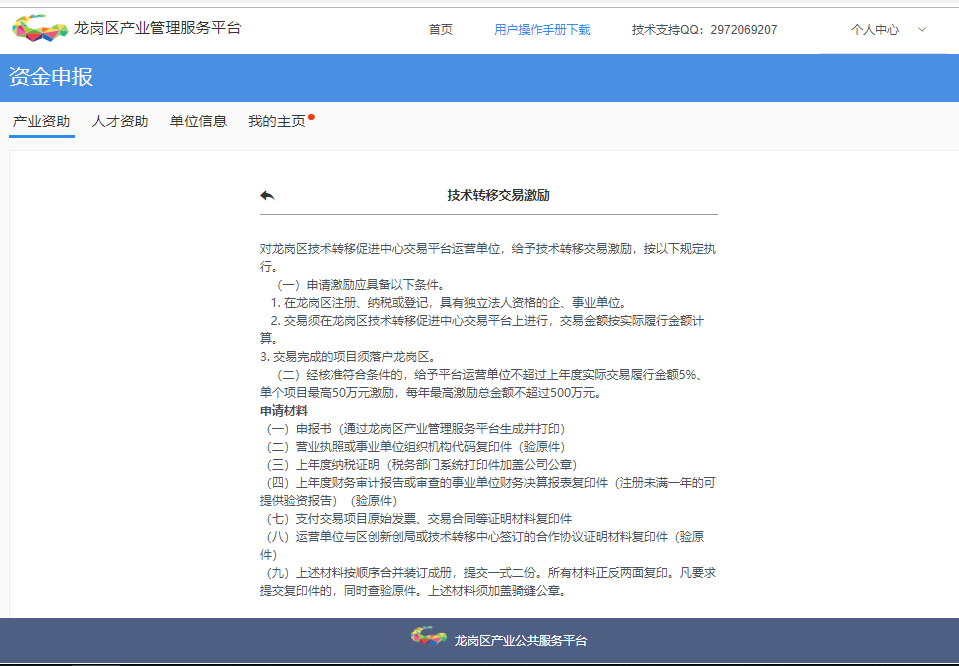 龙岗区产业管理服务平台 首页 用户操作手册下载 技术支持QQ：2972069207 个人中心
资金申报
产业资助 人才资助 单位信息 我的主页
技术转移交易激励
对龙岗区技术转移促进中心交易平台运营单位，给予技术转移交易激励，按以下规定执
行。
（一）申请激励应具备以下条件。
1. 在龙岗区注册、纳税或登记，具有独立法人资格的企、事业单位。
2. 交易须在龙岗区技术转移促进中心交易平台上进行，交易金额按实际履行金额计
算。
3. 交易完成的项目须落户龙岗区。
（二）经核准符合条件的，给予平台运营单位不超过上年度实际交易履行金额5%、
单个项目最高50万元激励，每年最高激励总金额不超过500万元。
申请材料
（一）申报书（通过龙岗区产业管理服务平台生成并打印）
（二）营业执照或事业单位组织机构代码复印件（验原件）
（三）上年度纳税证明（税务部门系统打印件加盖公司公章）
（四）上年度财务审计报告或审查的事业单位财务决算报表复印件（注册未满一年的可
提供验资报告）（验原件）
（七）支付交易项目原始发票、交易合同等证明材料复印件
（八）运营单位与区创新创局或技术转移中心签订的合作协议证明材料复印件（验原
件）
（九）上述材料按顺序合并装订成册，提交一式二份。所有材料正反两面复印。凡要求
提交复印件的，同时查验原件。上述材料须加盖骑缝公章。
龙岗区产业公共服务平台